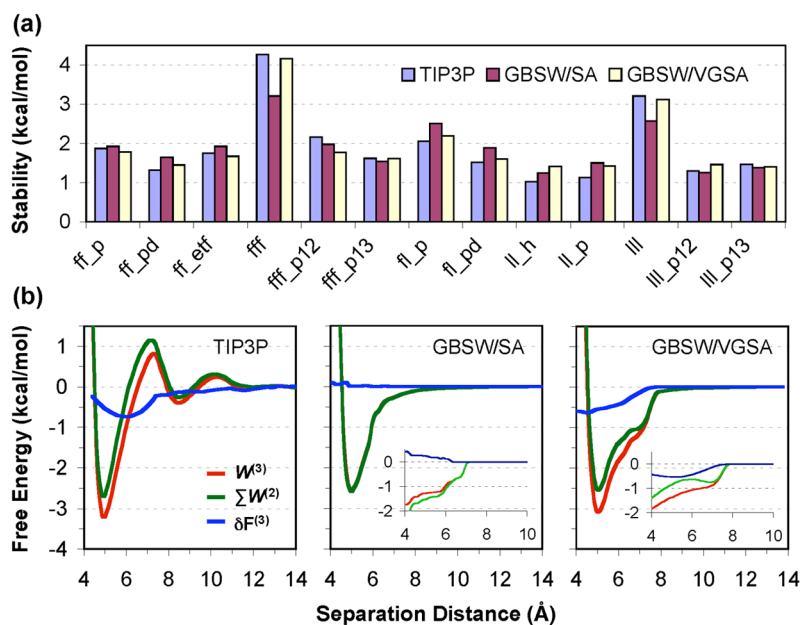 (a)
Stability (kcal/mol)
4
3
2
1
0
TIP3P GBSW/SA GBSW/VGSA
ff_p ff_pd ff_etf fff fff_p12 fff_p13 fl_p fl_pd ll_h ll_p lll lll_p12 lll_p13
(b)
Free Energy (kcal/mol)
1
0
-1
-2
-3
-4
TIP3P
W(3)
ΣW(2)
δF(3)
4 6 8 10 12 14
GBSW/SA
0
-1
-2
4 6 8 10
4 6 8 10 12 14
GBSW/VGSA
0
-1
-2
4 6 8 10
4 6 8 10 12 14
Separation Distance (Å)